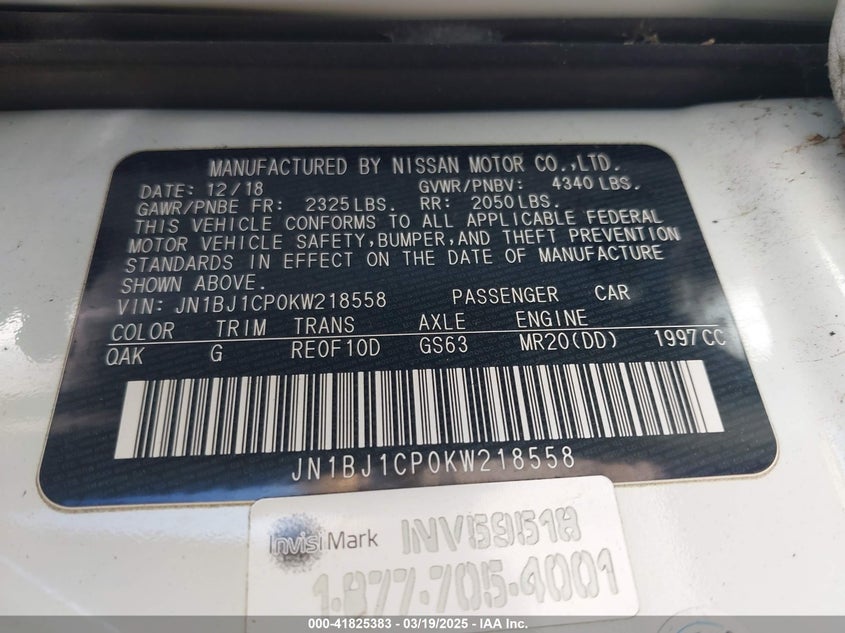 MANUFACTURED BY NISSAN MOTOR CO.,LTD.
DATE: 12/18 GVWR/PNBV: 4340 LBS.
GAWR/PNBE FR: 2325 LBS. RR: 2050 LBS.
THIS VEHICLE CONFORMS TO ALL APPLICABLE FEDERAL
MOTOR VEHICLE SAFETY, BUMPER, AND THEFT PREVENTION
STANDARDS IN EFFECT ON THE DATE OF MANUFACTURE
SHOWN ABOVE.
VIN: JN1BJ1CP0KW218558 PASSENGER CAR
COLOR TRIM TRANS AXLE ENGINE
QAK G RE0F10D GS63 MR20(DD) 1997CC
JN1BJ1CP0KW218558
InvisiMark INV59518
1-877-705-4001
000-41825383 - 03/19/2025 - IAA Inc.